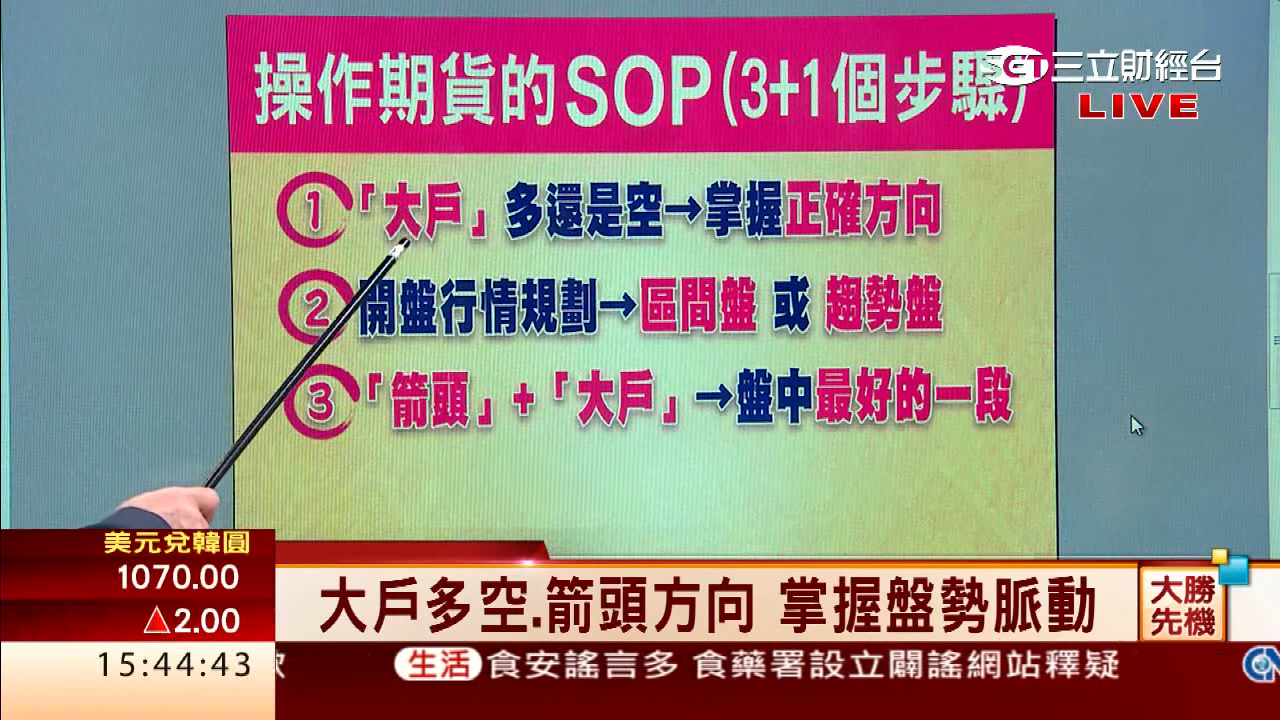 操作期貨的SOP(3+1個步驟)
三立財經台
LIVE
1「大戶」多還是空→掌握正確方向
2 開盤行情規劃→區間盤 或 趨勢盤
3「箭頭」+「大戶」→盤中最好的一段
美元兌韓圓
1070.00
△2.00
15:44:43
大戶多空.箭頭方向 掌握盤勢脈動
大勝
先機
生活 食安謠言多 食藥署設立闢謠網站釋疑